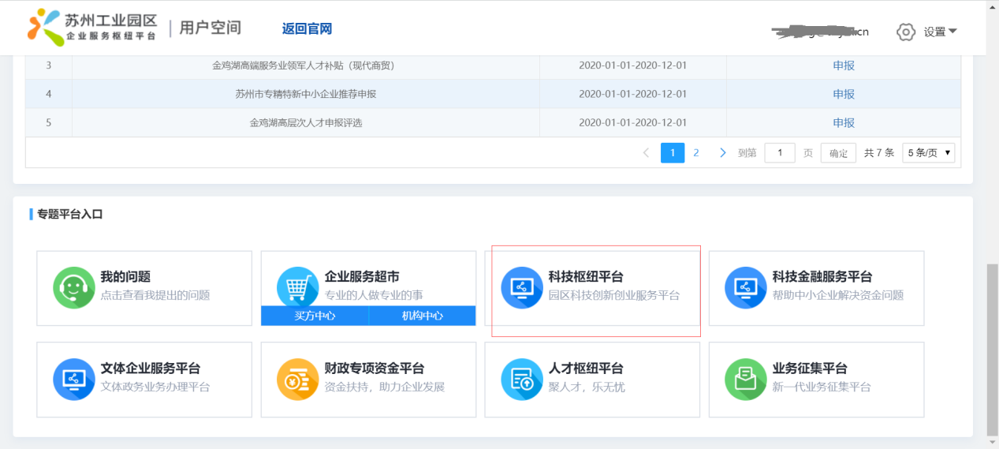 苏州工业园区
企业服务枢纽平台
用户空间 返回官网
设置
3 金鸡湖高端服务业领军人才补贴（现代商贸） 2020-01-01-2020-12-01 申报
4 苏州市专精特新中小企业推荐申报 2020-01-01-2020-12-01 申报
5 金鸡湖高层次人才申报评选 2020-01-01-2020-12-01 申报
1 2 到第 1 页 确定 共 7 条 5 条/页
专题平台入口
我的问题
点击查看我提出的问题
企业服务超市
专业的人做专业的事
买方中心 机构中心
科技枢纽平台
园区科技创新创业服务平台
科技金融服务平台
帮助中小企业解决资金问题
文体企业服务平台
文体政务业务办理平台
财政专项资金平台
资金扶持，助力企业发展
人才枢纽平台
聚人才，乐无忧
业务征集平台
新一代业务征集平台